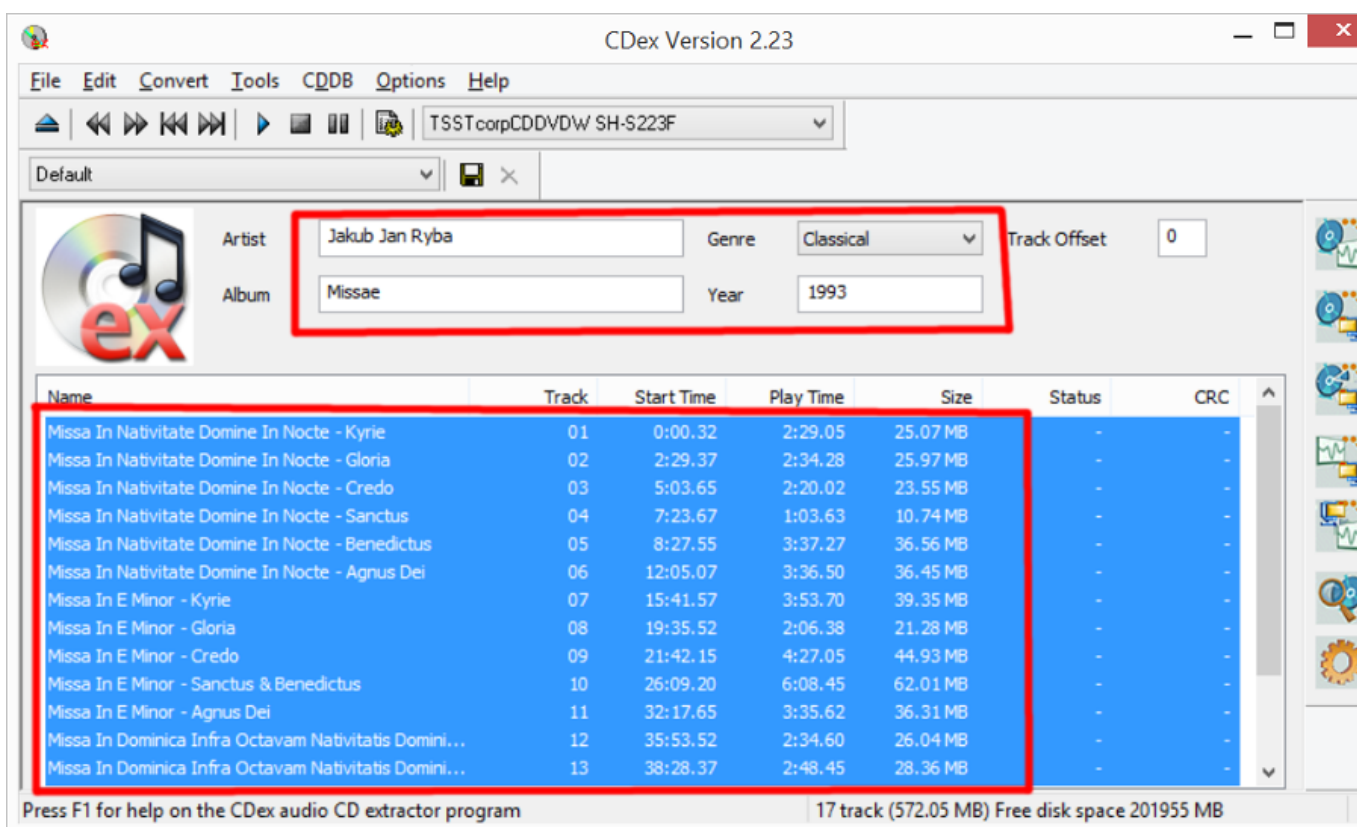 CDex Version 2.23
File Edit Convert Tools CDDB Options Help
TSSTcorpCDDVDW SH-S223F
Default
ex
Artist Jakub Jan Ryba Genre Classical Track Offset 0
Album Missae Year 1993
Name Track Start Time Play Time Size Status CRC
Missa In Nativitate Domine In Nocte - Kyrie 01 0:00.32 2:29.05 25.07 MB - -
Missa In Nativitate Domine In Nocte - Gloria 02 2:29.37 2:34.28 25.97 MB - -
Missa In Nativitate Domine In Nocte - Credo 03 5:03.65 2:20.02 23.55 MB - -
Missa In Nativitate Domine In Nocte - Sanctus 04 7:23.67 1:03.63 10.74 MB - -
Missa In Nativitate Domine In Nocte - Benedictus 05 8:27.55 3:37.27 36.56 MB - -
Missa In Nativitate Domine In Nocte - Agnus Dei 06 12:05.07 3:36.50 36.45 MB - -
Missa In E Minor - Kyrie 07 15:41.57 3:53.70 39.35 MB - -
Missa In E Minor - Gloria 08 19:35.52 2:06.38 21.28 MB - -
Missa In E Minor - Credo 09 21:42.15 4:27.05 44.93 MB - -
Missa In E Minor - Sanctus & Benedictus 10 26:09.20 6:08.45 62.01 MB - -
Missa In E Minor - Agnus Dei 11 32:17.65 3:35.62 36.31 MB - -
Missa In Dominica Infra Octavam Nativitatis Domini... 12 35:53.52 2:34.60 26.04 MB - -
Missa In Dominica Infra Octavam Nativitatis Domini... 13 38:28.37 2:48.45 28.36 MB - -
Press F1 for help on the CDex audio CD extractor program 17 track (572.05 MB) Free disk space 201955 MB